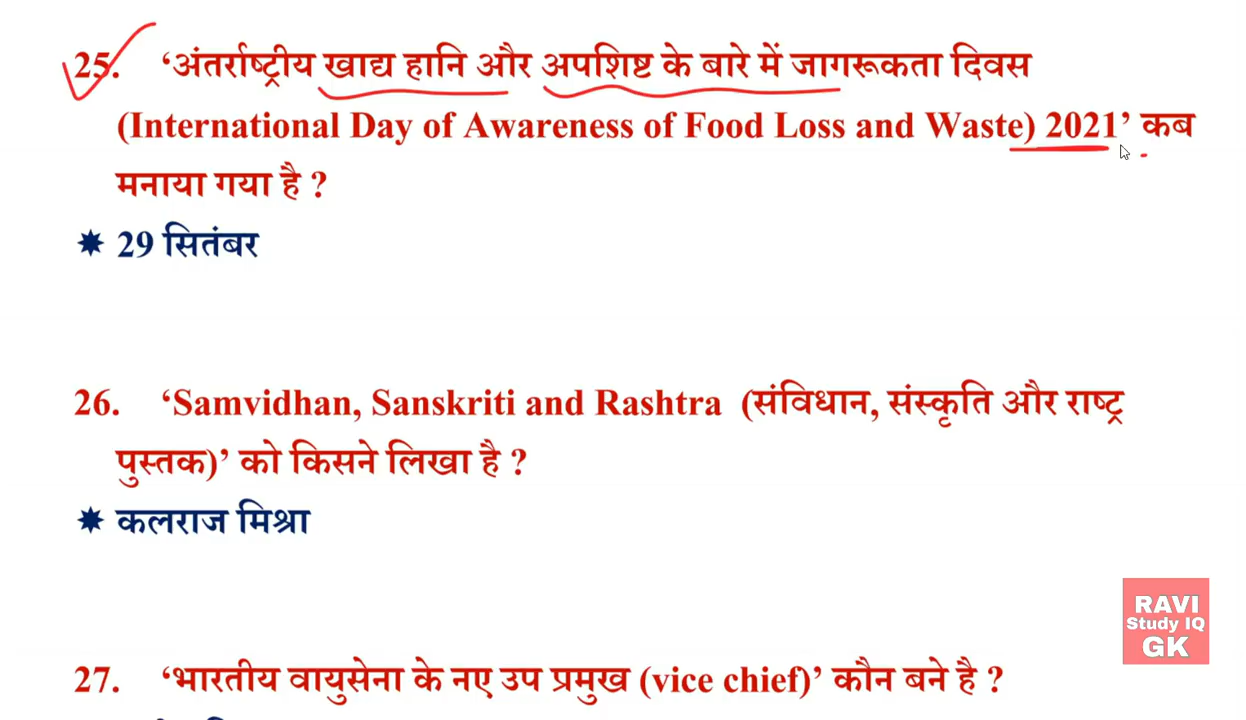 25. ‘अंतर्राष्ट्रीय खाद्य हानि और अपशिष्ट के बारे में जागरूकता दिवस
(International Day of Awareness of Food Loss and Waste) 2021’ कब
मनाया गया है ?
✷ 29 सितंबर
26. ‘Samvidhan, Sanskriti and Rashtra (संविधान, संस्कृति और राष्ट्र
पुस्तक)’ को किसने लिखा है ?
✷ कलराज मिश्रा
RAVI
Study IQ
GK
27. ‘भारतीय वायुसेना के नए उप प्रमुख (vice chief)’ कौन बने है ?